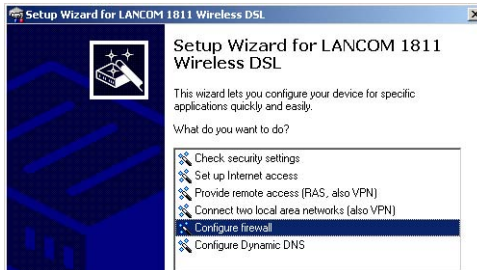 Setup Wizard for LANCOM 1811 Wireless DSL
Setup Wizard for LANCOM 1811
Wireless DSL
This wizard lets you configure your device for specific
applications quickly and easily.
What do you want to do?
Check security settings
Set up Internet access
Provide remote access (RAS, also VPN)
Connect two local area networks (also VPN)
Configure firewall
Configure Dynamic DNS